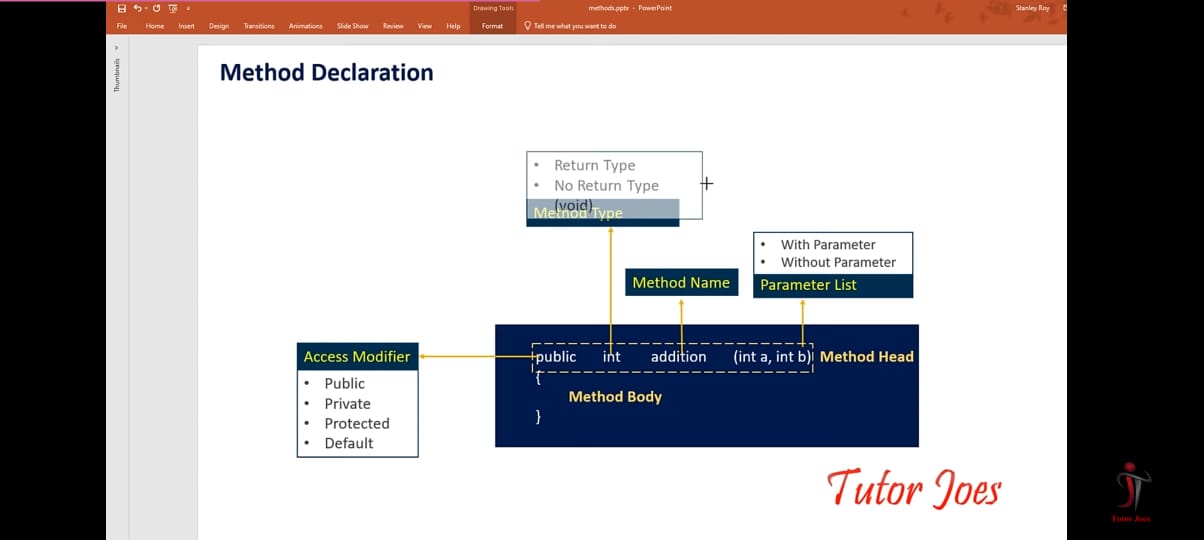 Drawing Tools
methods.pptx - PowerPoint
Stanley Roy
File Home Insert Design Transitions Animations Slide Show Review View Help Format Tell me what you want to do
Thumbnails
Method Declaration
• Return Type
• No Return Type
(void)
Method Type
• With Parameter
• Without Parameter
Parameter List
Method Name
Access Modifier
• Public
• Private
• Protected
• Default
public int addition (int a, int b) Method Head
{
Method Body
}
Tutor Joes
Tutor Joes